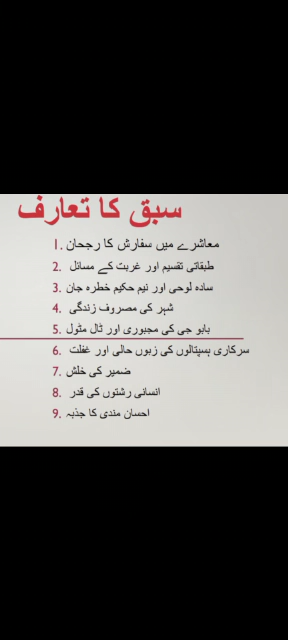 سبق کا تعارف
1. معاشرے میں سفارش کا رجحان
2. طبقاتی تقسیم اور غربت کے مسائل
3. سادہ لوحی اور نیم حکیم خطرہ جان
4. شہر کی مصروف زندگی
5. بابو جی کی مجبوری اور ٹال مٹول
6. سرکاری ہسپتالوں کی زبوں حالی اور غفلت
7. ضمیر کی خلش
8. انسانی رشتوں کی قدر
9. احسان مندی کا جذبہ